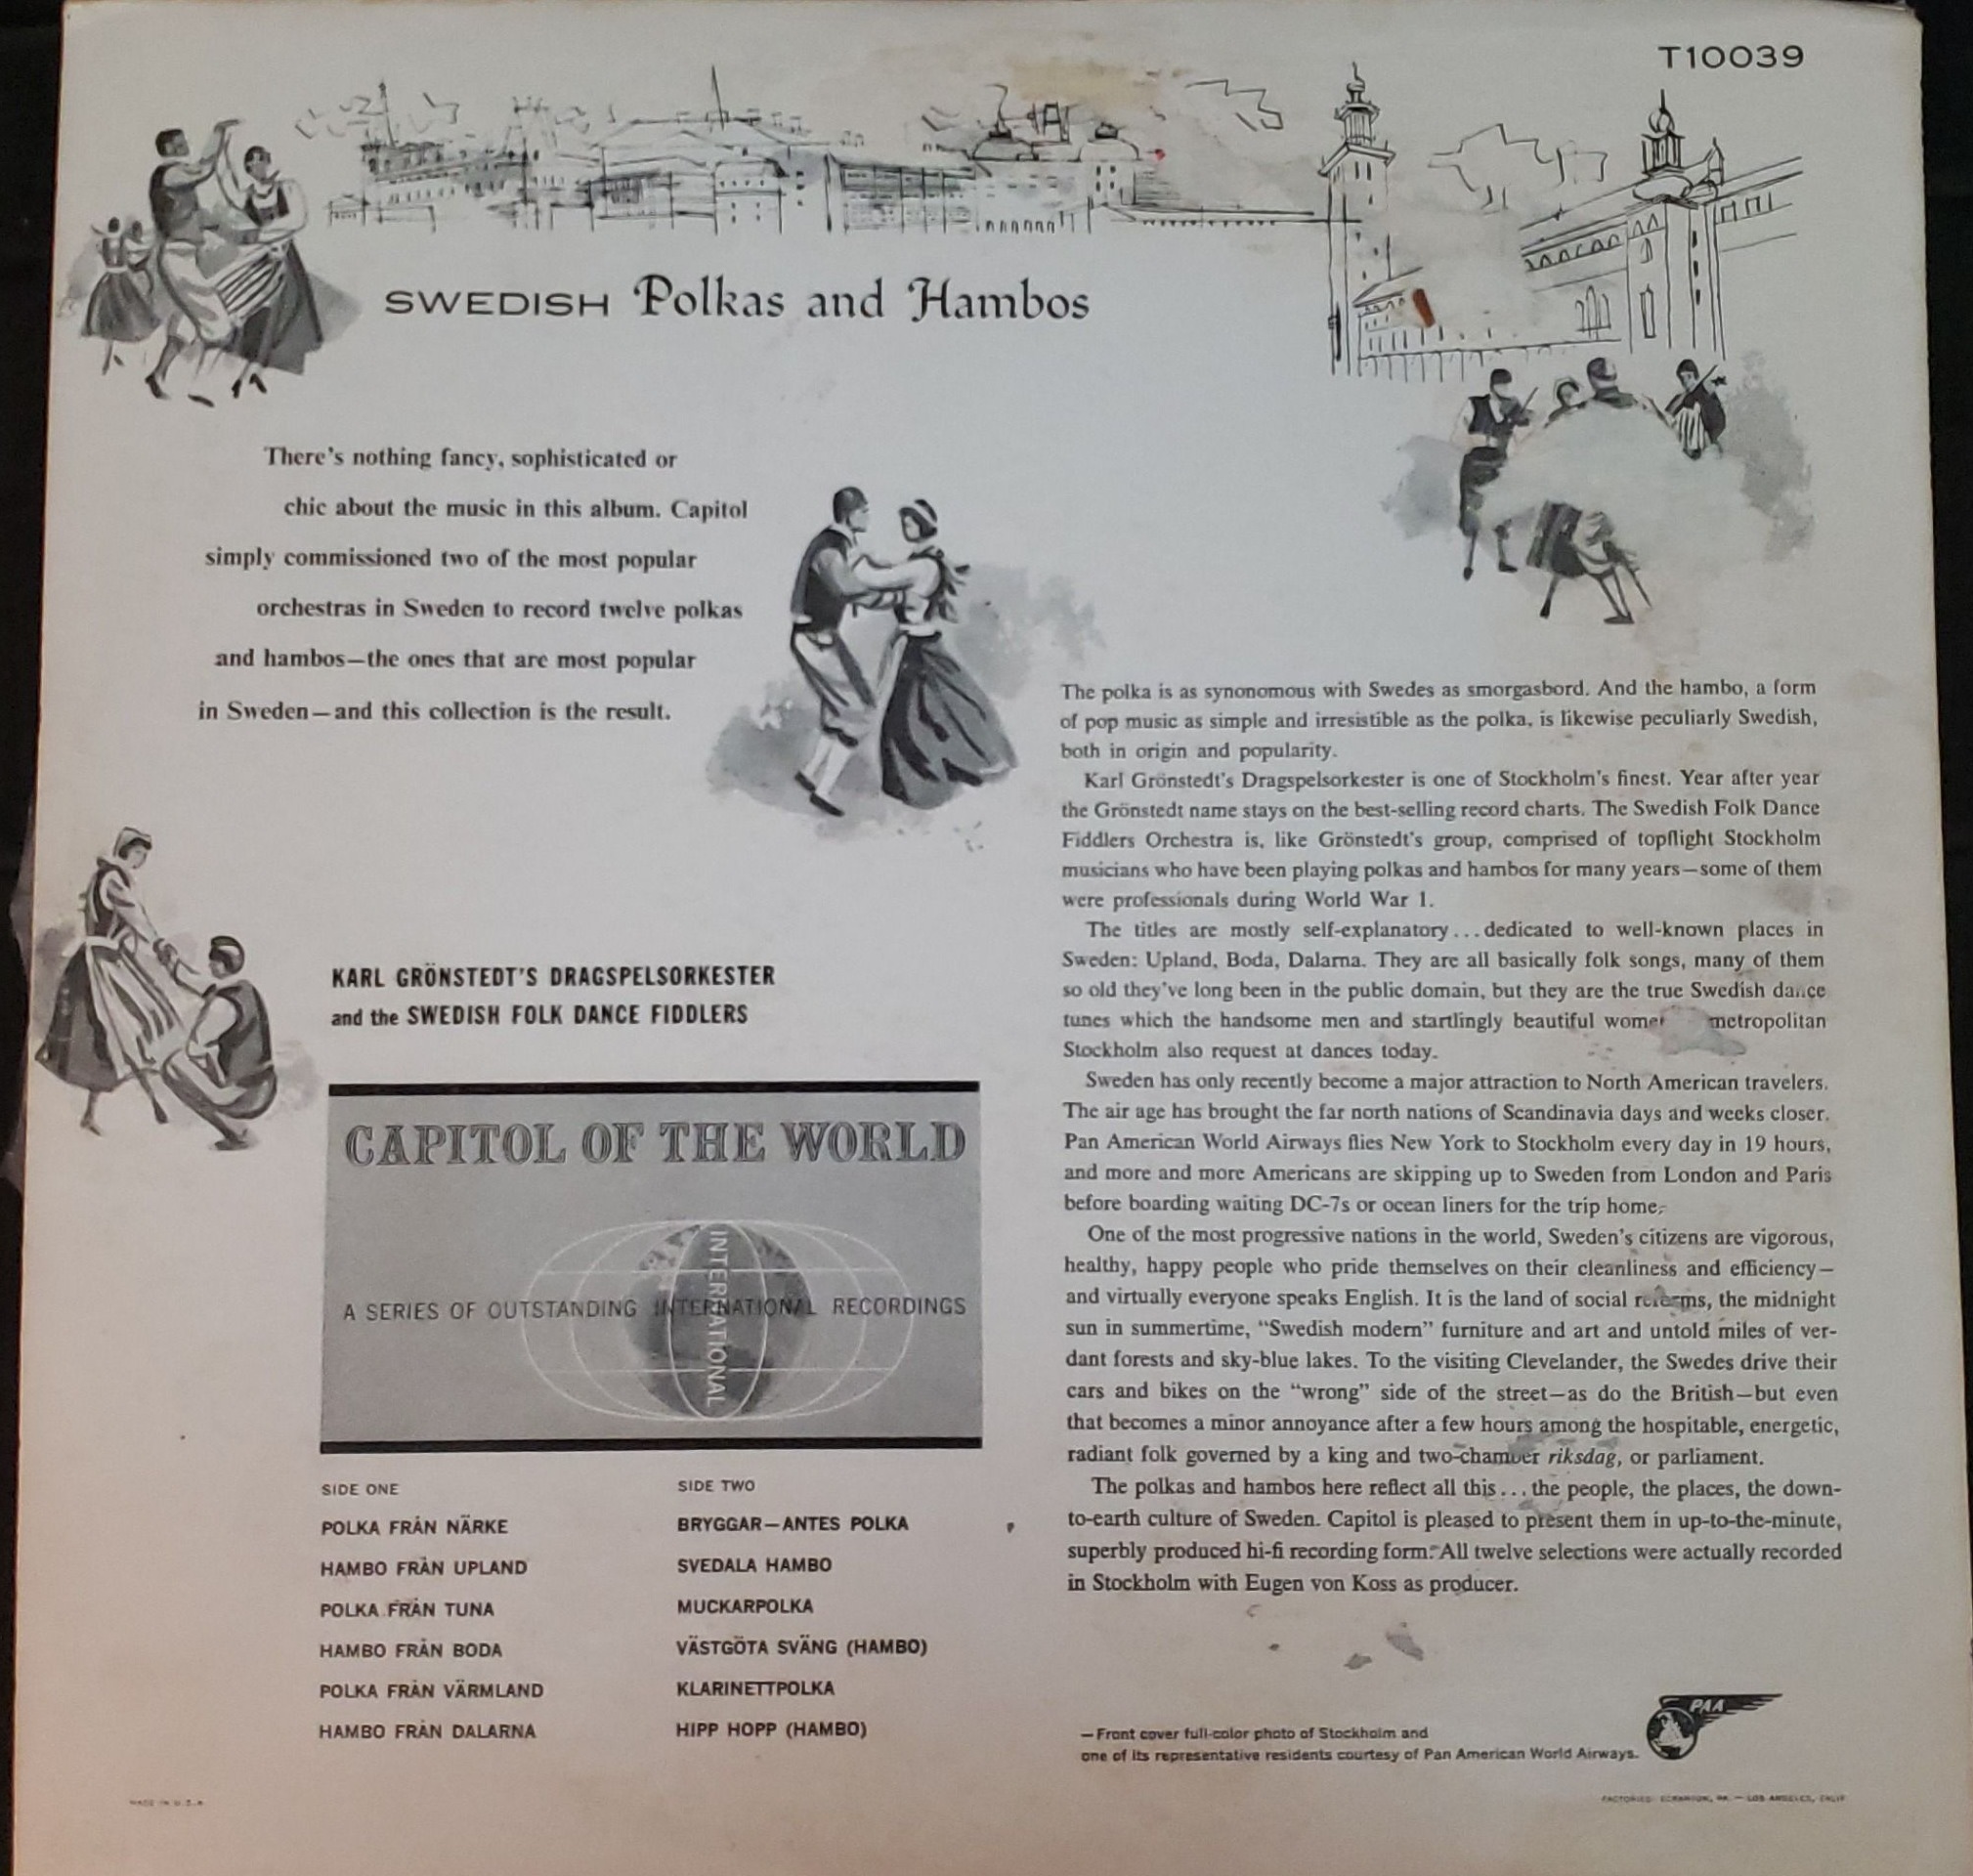 T10039
SWEDISH Polkas and Hambos
There's nothing fancy, sophisticated or
chic about the music in this album. Capitol
simply commissioned two of the most popular
orchestras in Sweden to record twelve polkas
and hambos—the ones that are most popular
in Sweden—and this collection is the result.
KARL GRÖNSTEDT'S DRAGSPELSORKESTER
and the SWEDISH FOLK DANCE FIDDLERS
CAPITOL OF THE WORLD
A SERIES OF OUTSTANDING INTERNATIONAL RECORDINGS
INTERNATIONAL
SIDE ONE
POLKA FRÅN NÄRKE
HAMBO FRÅN UPLAND
POLKA FRÅN TUNA
HAMBO FRÅN BODA
POLKA FRÅN VÄRMLAND
HAMBO FRÅN DALARNA
SIDE TWO
BRYGGAR—ANTES POLKA
SVEDALA HAMBO
MUCKARPOLKA
VÄSTGÖTA SVÄNG (HAMBO)
KLARINETTPOLKA
HIPP HOPP (HAMBO)
The polka is as synonomous with Swedes as smorgasbord. And the hambo, a form
of pop music as simple and irresistible as the polka, is likewise peculiarly Swedish,
both in origin and popularity.
Karl Grönstedt's Dragspelsorkester is one of Stockholm's finest. Year after year
the Grönstedt name stays on the best-selling record charts. The Swedish Folk Dance
Fiddlers Orchestra is, like Grönstedt's group, comprised of topflight Stockholm
musicians who have been playing polkas and hambos for many years—some of them
were professionals during World War 1.
The titles are mostly self-explanatory...dedicated to well-known places in
Sweden: Upland, Boda, Dalarna. They are all basically folk songs, many of them
so old they've long been in the public domain, but they are the true Swedish dance
tunes which the handsome men and startlingly beautiful metropolitan
Stockholm also request at dances today.
Sweden has only recently become a major attraction to North American travelers.
The air age has brought the far north nations of Scandinavia days and weeks closer.
Pan American World Airways flies New York to Stockholm every day in 19 hours,
and more and more Americans are skipping up to Sweden from London and Paris
before boarding waiting DC-7s or ocean liners for the trip home.
One of the most progressive nations in the world, Sweden's citizens are vigorous,
healthy, happy people who pride themselves on their cleanliness and efficiency—
and virtually everyone speaks English. It is the land of social reforms, the midnight
sun in summertime, "Swedish modern" furniture and art and untold miles of ver-
dant forests and sky-blue lakes. To the visiting Clevelander, the Swedes drive their
cars and bikes on the "wrong" side of the street—as do the British—but even
that becomes a minor annoyance after a few hours among the hospitable, energetic,
radiant folk governed by a king and two-chamber riksdag, or parliament.
The polkas and hambos here reflect all this...the people, the places, the down-
to-earth culture of Sweden. Capitol is pleased to present them in up-to-the-minute,
superbly produced hi-fi recording form. All twelve selections were actually recorded
in Stockholm with Eugen von Koss as producer.
—Front cover full-color photo of Stockholm and
one of its representative residents courtesy of Pan American World Airways.
PAA
MADE IN U.S.A.
FACTORIES: SCRANTON, PA. — LOS ANGELES, CALIF.